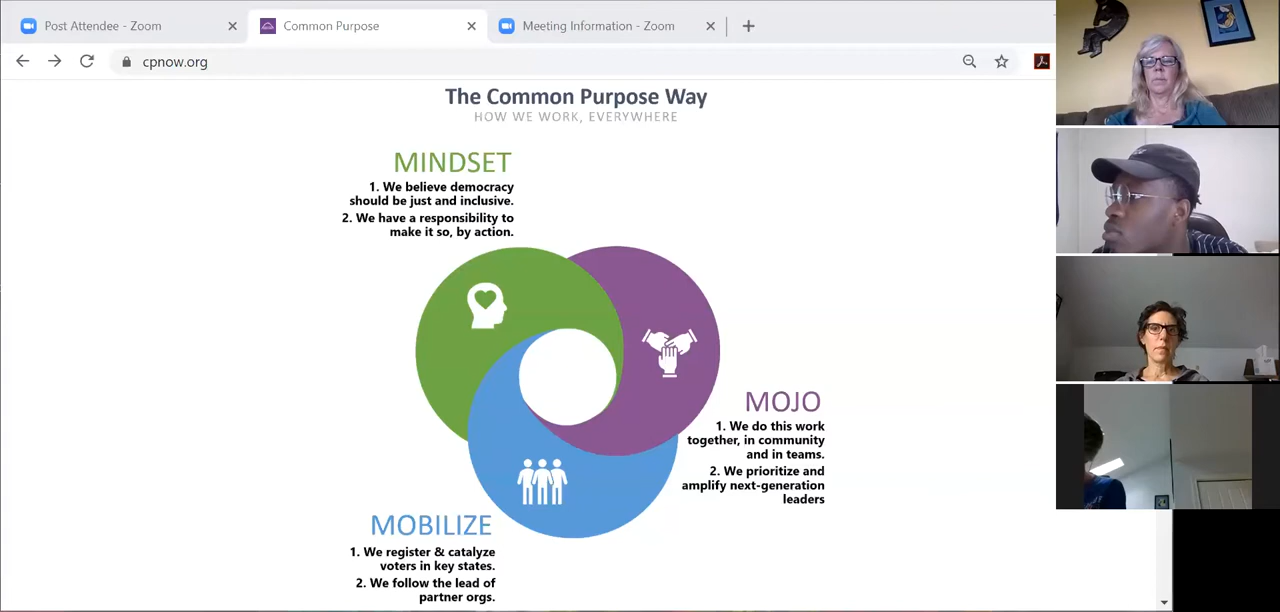 Post Attendee - Zoom
Common Purpose
Meeting Information - Zoom
cpnow.org
The Common Purpose Way
HOW WE WORK, EVERYWHERE
MINDSET
1. We believe democracy
should be just and inclusive.
2. We have a responsibility to
make it so, by action.
MOJO
1. We do this work
together, in community
and in teams.
2. We prioritize and
amplify next-generation
leaders
MOBILIZE
1. We register & catalyze
voters in key states.
2. We follow the lead of
partner orgs.